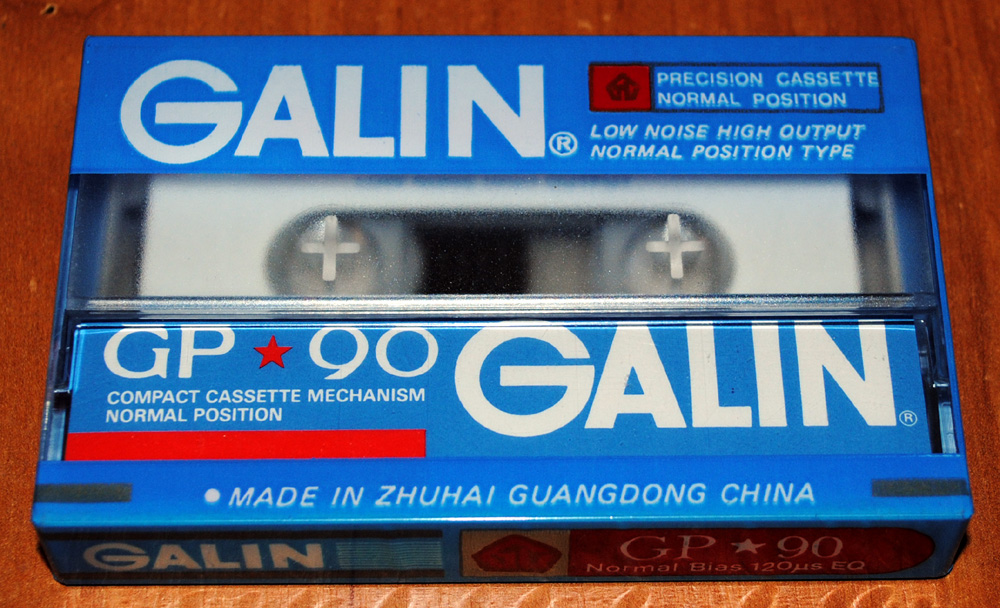 GALIN®
PRECISION CASSETTE
NORMAL POSITION
LOW NOISE HIGH OUTPUT
NORMAL POSITION TYPE
GP★90
COMPACT CASSETTE MECHANISM
NORMAL POSITION
GALIN®
● MADE IN ZHUHAI GUANGDONG CHINA
GALIN
GP★90
Normal Bias 120μs EQ